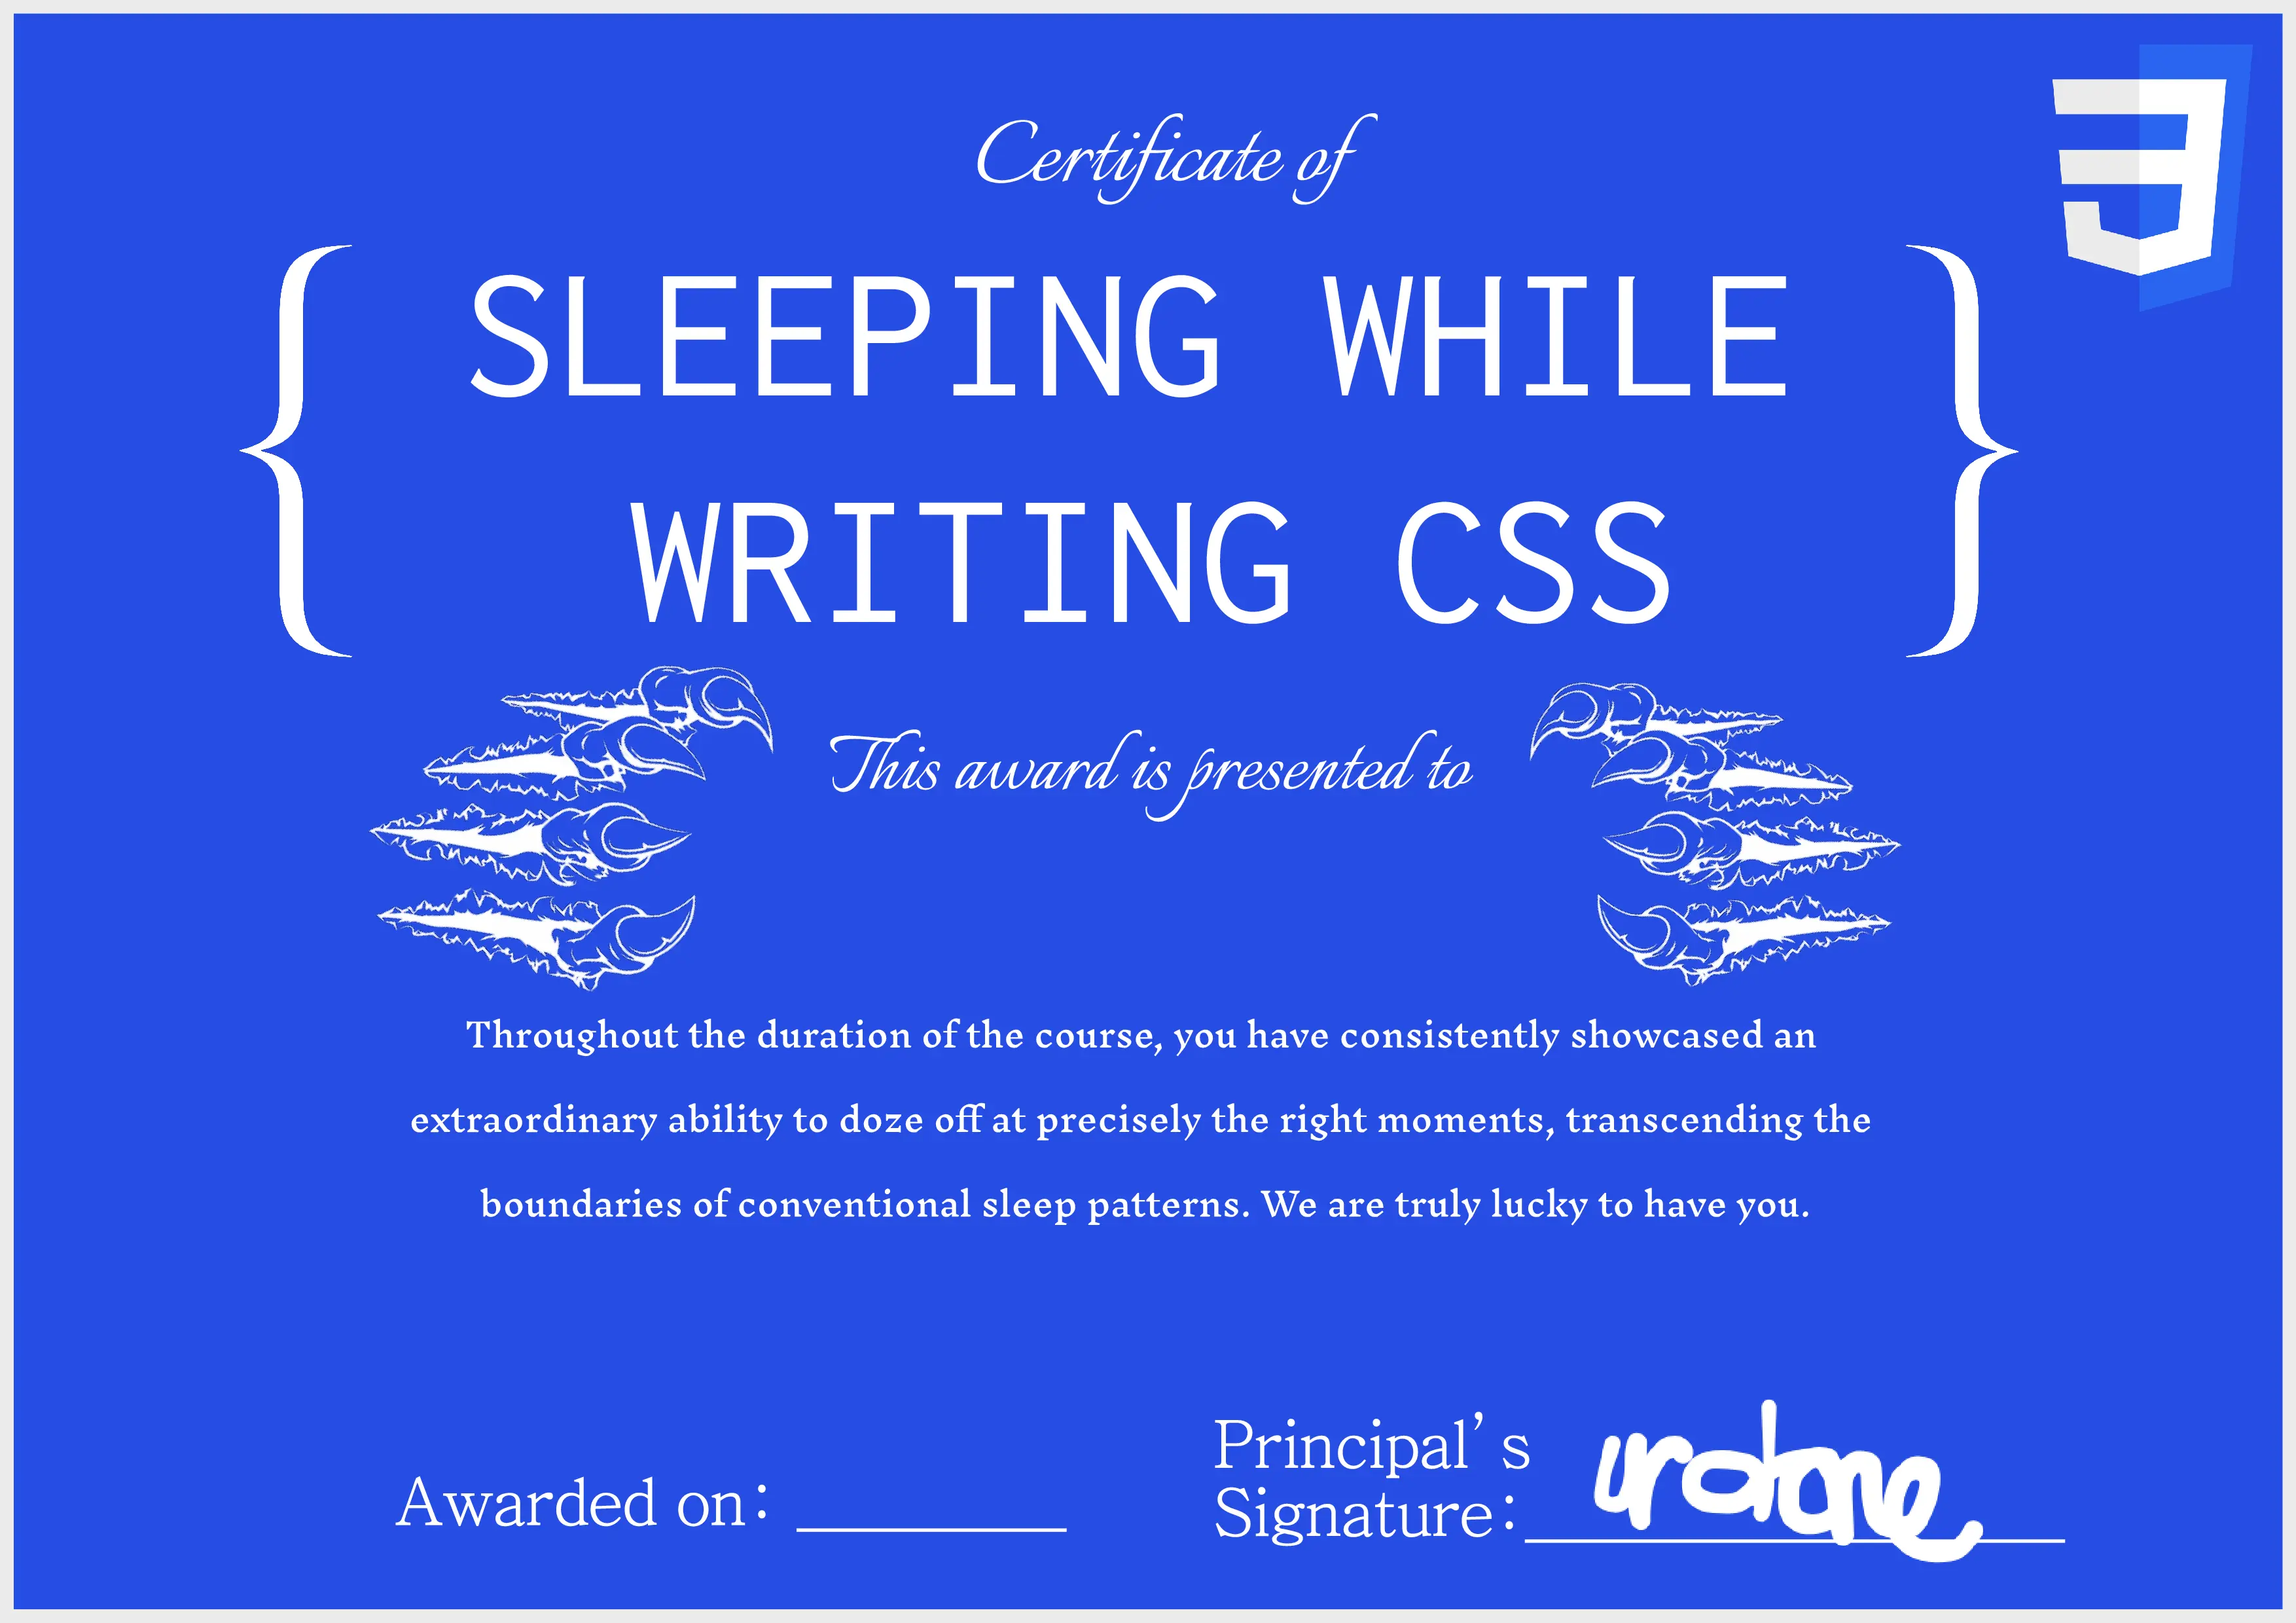 Certificate of
SLEEPING WHILE
WRITING CSS
This award is presented to
Throughout the duration of the course, you have consistently showcased an
extraordinary ability to doze off at precisely the right moments, transcending the
boundaries of conventional sleep patterns. We are truly lucky to have you.
Awarded on:
Principal's
Signature: